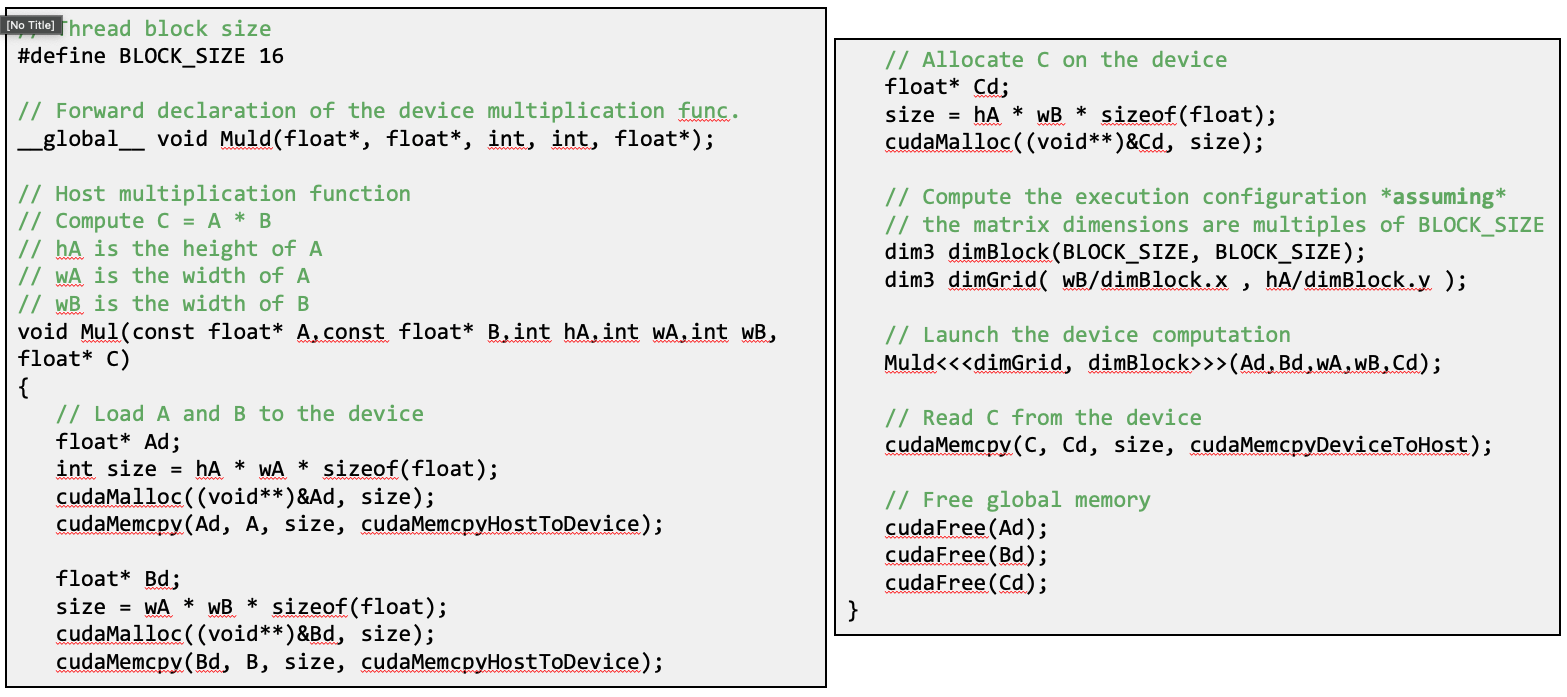 [No Title]
// Thread block size
#define BLOCK_SIZE 16
// Forward declaration of the device multiplication func.
__global__ void Muld(float*, float*, int, int, float*);
// Host multiplication function
// Compute C = A * B
// hA is the height of A
// wA is the width of A
// wB is the width of B
void Mul(const float* A,const float* B,int hA,int wA,int wB,
float* C)
{
// Load A and B to the device
float* Ad;
int size = hA * wA * sizeof(float);
cudaMalloc((void**)&Ad, size);
cudaMemcpy(Ad, A, size, cudaMemcpyHostToDevice);
float* Bd;
size = wA * wB * sizeof(float);
cudaMalloc((void**)&Bd, size);
cudaMemcpy(Bd, B, size, cudaMemcpyHostToDevice);
// Allocate C on the device
float* Cd;
size = hA * wB * sizeof(float);
cudaMalloc((void**)&Cd, size);
// Compute the execution configuration *assuming*
// the matrix dimensions are multiples of BLOCK_SIZE
dim3 dimBlock(BLOCK_SIZE, BLOCK_SIZE);
dim3 dimGrid( wB/dimBlock.x , hA/dimBlock.y );
// Launch the device computation
Muld<<<dimGrid, dimBlock>>>(Ad,Bd,wA,wB,Cd);
// Read C from the device
cudaMemcpy(C, Cd, size, cudaMemcpyDeviceToHost);
// Free global memory
cudaFree(Ad);
cudaFree(Bd);
cudaFree(Cd);
}